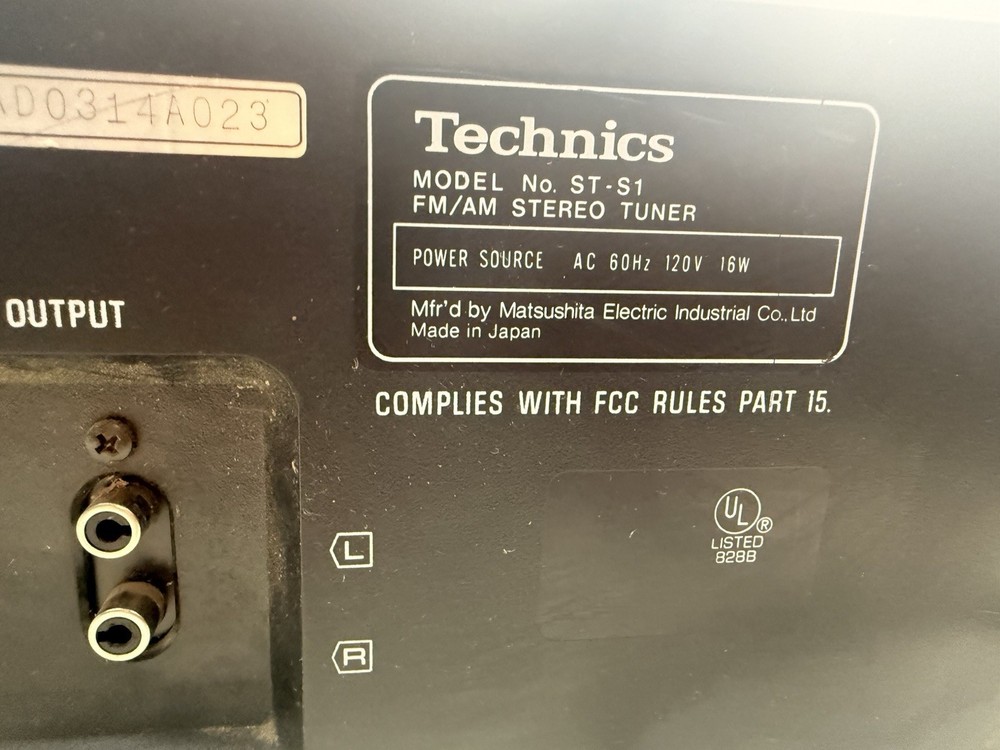 AD0314A023
Technics
MODEL No. ST-S1
FM/AM STEREO TUNER
POWER SOURCE AC 60Hz 120V 16W
Mfr'd by Matsushita Electric Industrial Co., Ltd
Made in Japan
OUTPUT
COMPLIES WITH FCC RULES PART 15.
UL ®
LISTED
828B
L
R